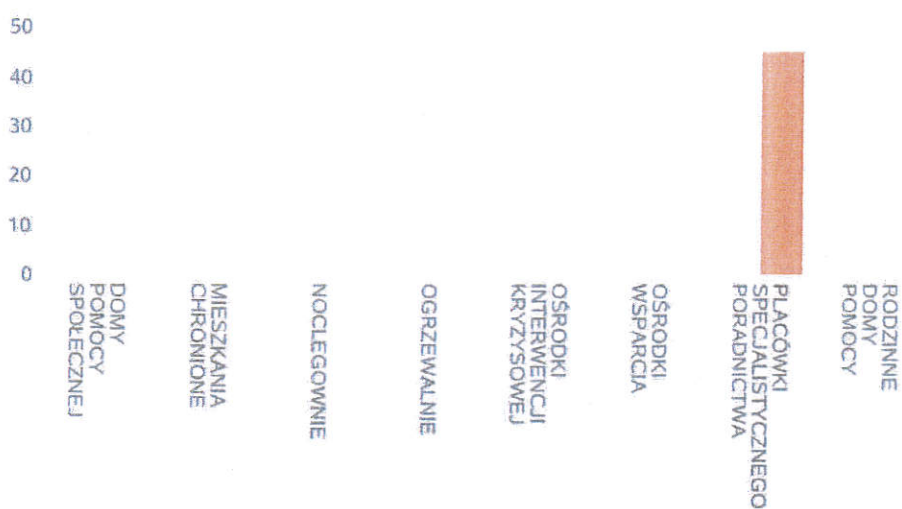 50
40
30
20
10
0
DOMY
POMOCY
SPOŁECZNEJ
MIESZKANIA
CHRONIONE
NOCLEGOWNIE
OGRZEWALNIE
OŚRODKI
INTERWENCJI
KRYZYSOWEJ
OŚRODKI
WSPARCIA
PLACÓWKI
SPECJALISTYCZNEGO
PORADNICTWA
RODZINNE
DOMY
POMOCY